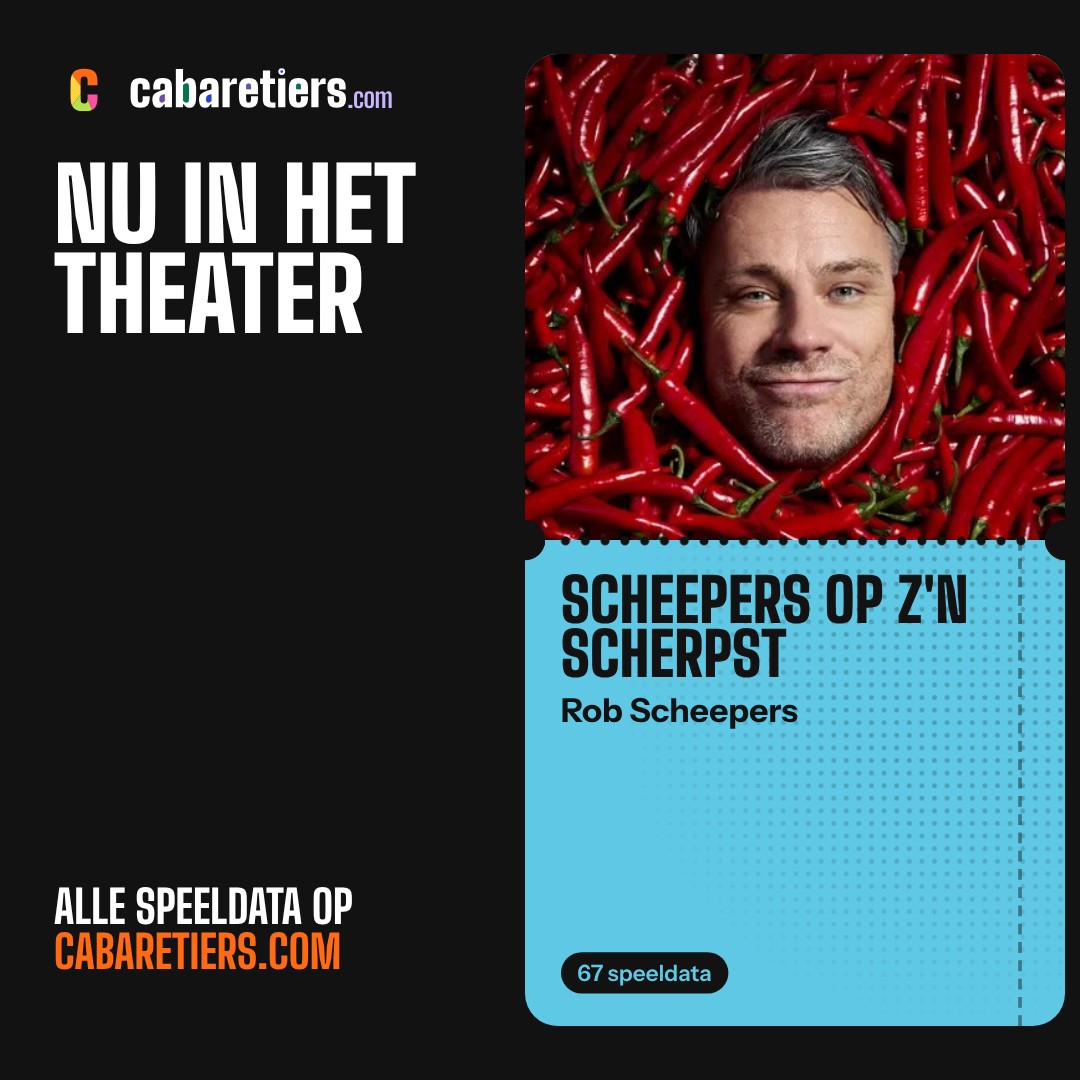 cabaretiers.com
NU IN HET
THEATER
SCHEEPERS OP Z'N
SCHERPST
Rob Scheepers
67 speeldata
ALLE SPEELDATA OP
CABARETIERS.COM